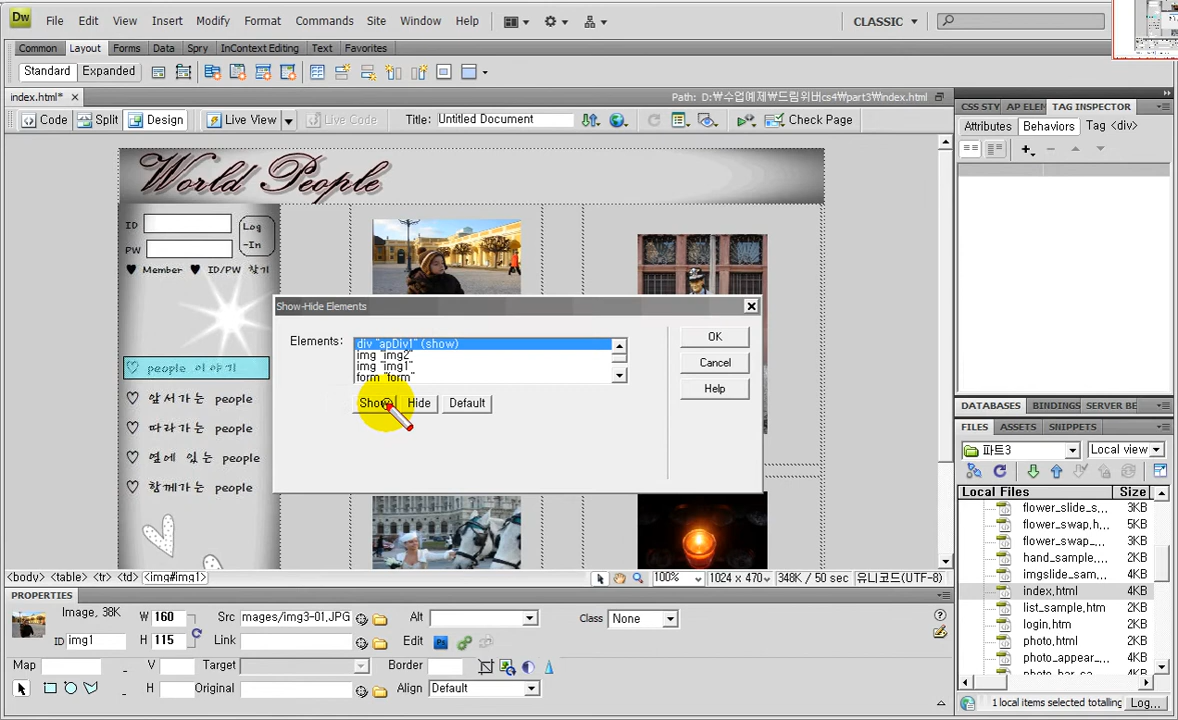 Dw File Edit View Insert Modify Format Commands Site Window Help CLASSIC
Common Layout Forms Data Spry InContext Editing Text Favorites
Standard Expanded
index.html* Path: D:₩수업예제₩드림위버cs4₩part3₩index.html
Code Split Design Live View Live Code Title: Untitled Document Check Page
CSS STY AP ELEM TAG INSPECTOR
Attributes Behaviors Tag <div>
World People
ID
PW
Log
-In
♥ Member ♥ ID/PW 찾기
♡ people 이야기
♡ 앞서가는 people
♡ 따라가는 people
♡ 옆에 있는 people
♡ 함께가는 people
Show-Hide Elements
Elements:
div "apDiv1" (show)
img "img2"
img "img1"
form "form"
Show Hide Default
OK
Cancel
Help
DATABASES BINDINGS SERVER BE
FILES ASSETS SNIPPETS
파트3 Local view
Local Files Size
flower_slide_s... 3KB
flower_swap,h... 5KB
flower_swap_... 2KB
hand_sample,... 2KB
imgslide_sam... 4KB
index,html 4KB
list_sample,htm 2KB
login,htm 2KB
photo,html 2KB
photo_appear_... 2KB
1 local items selected totalling Log...
<body> <table> <tr> <td> <img#img1> 100% 1024 x 470 348K / 50 sec 유니코드(UTF-8)
PROPERTIES
Image, 38K W 160 Src mages/img3-01,JPG Alt Class None
ID img1 H 115 Link Edit
Map V Target Border
H Original Align Default